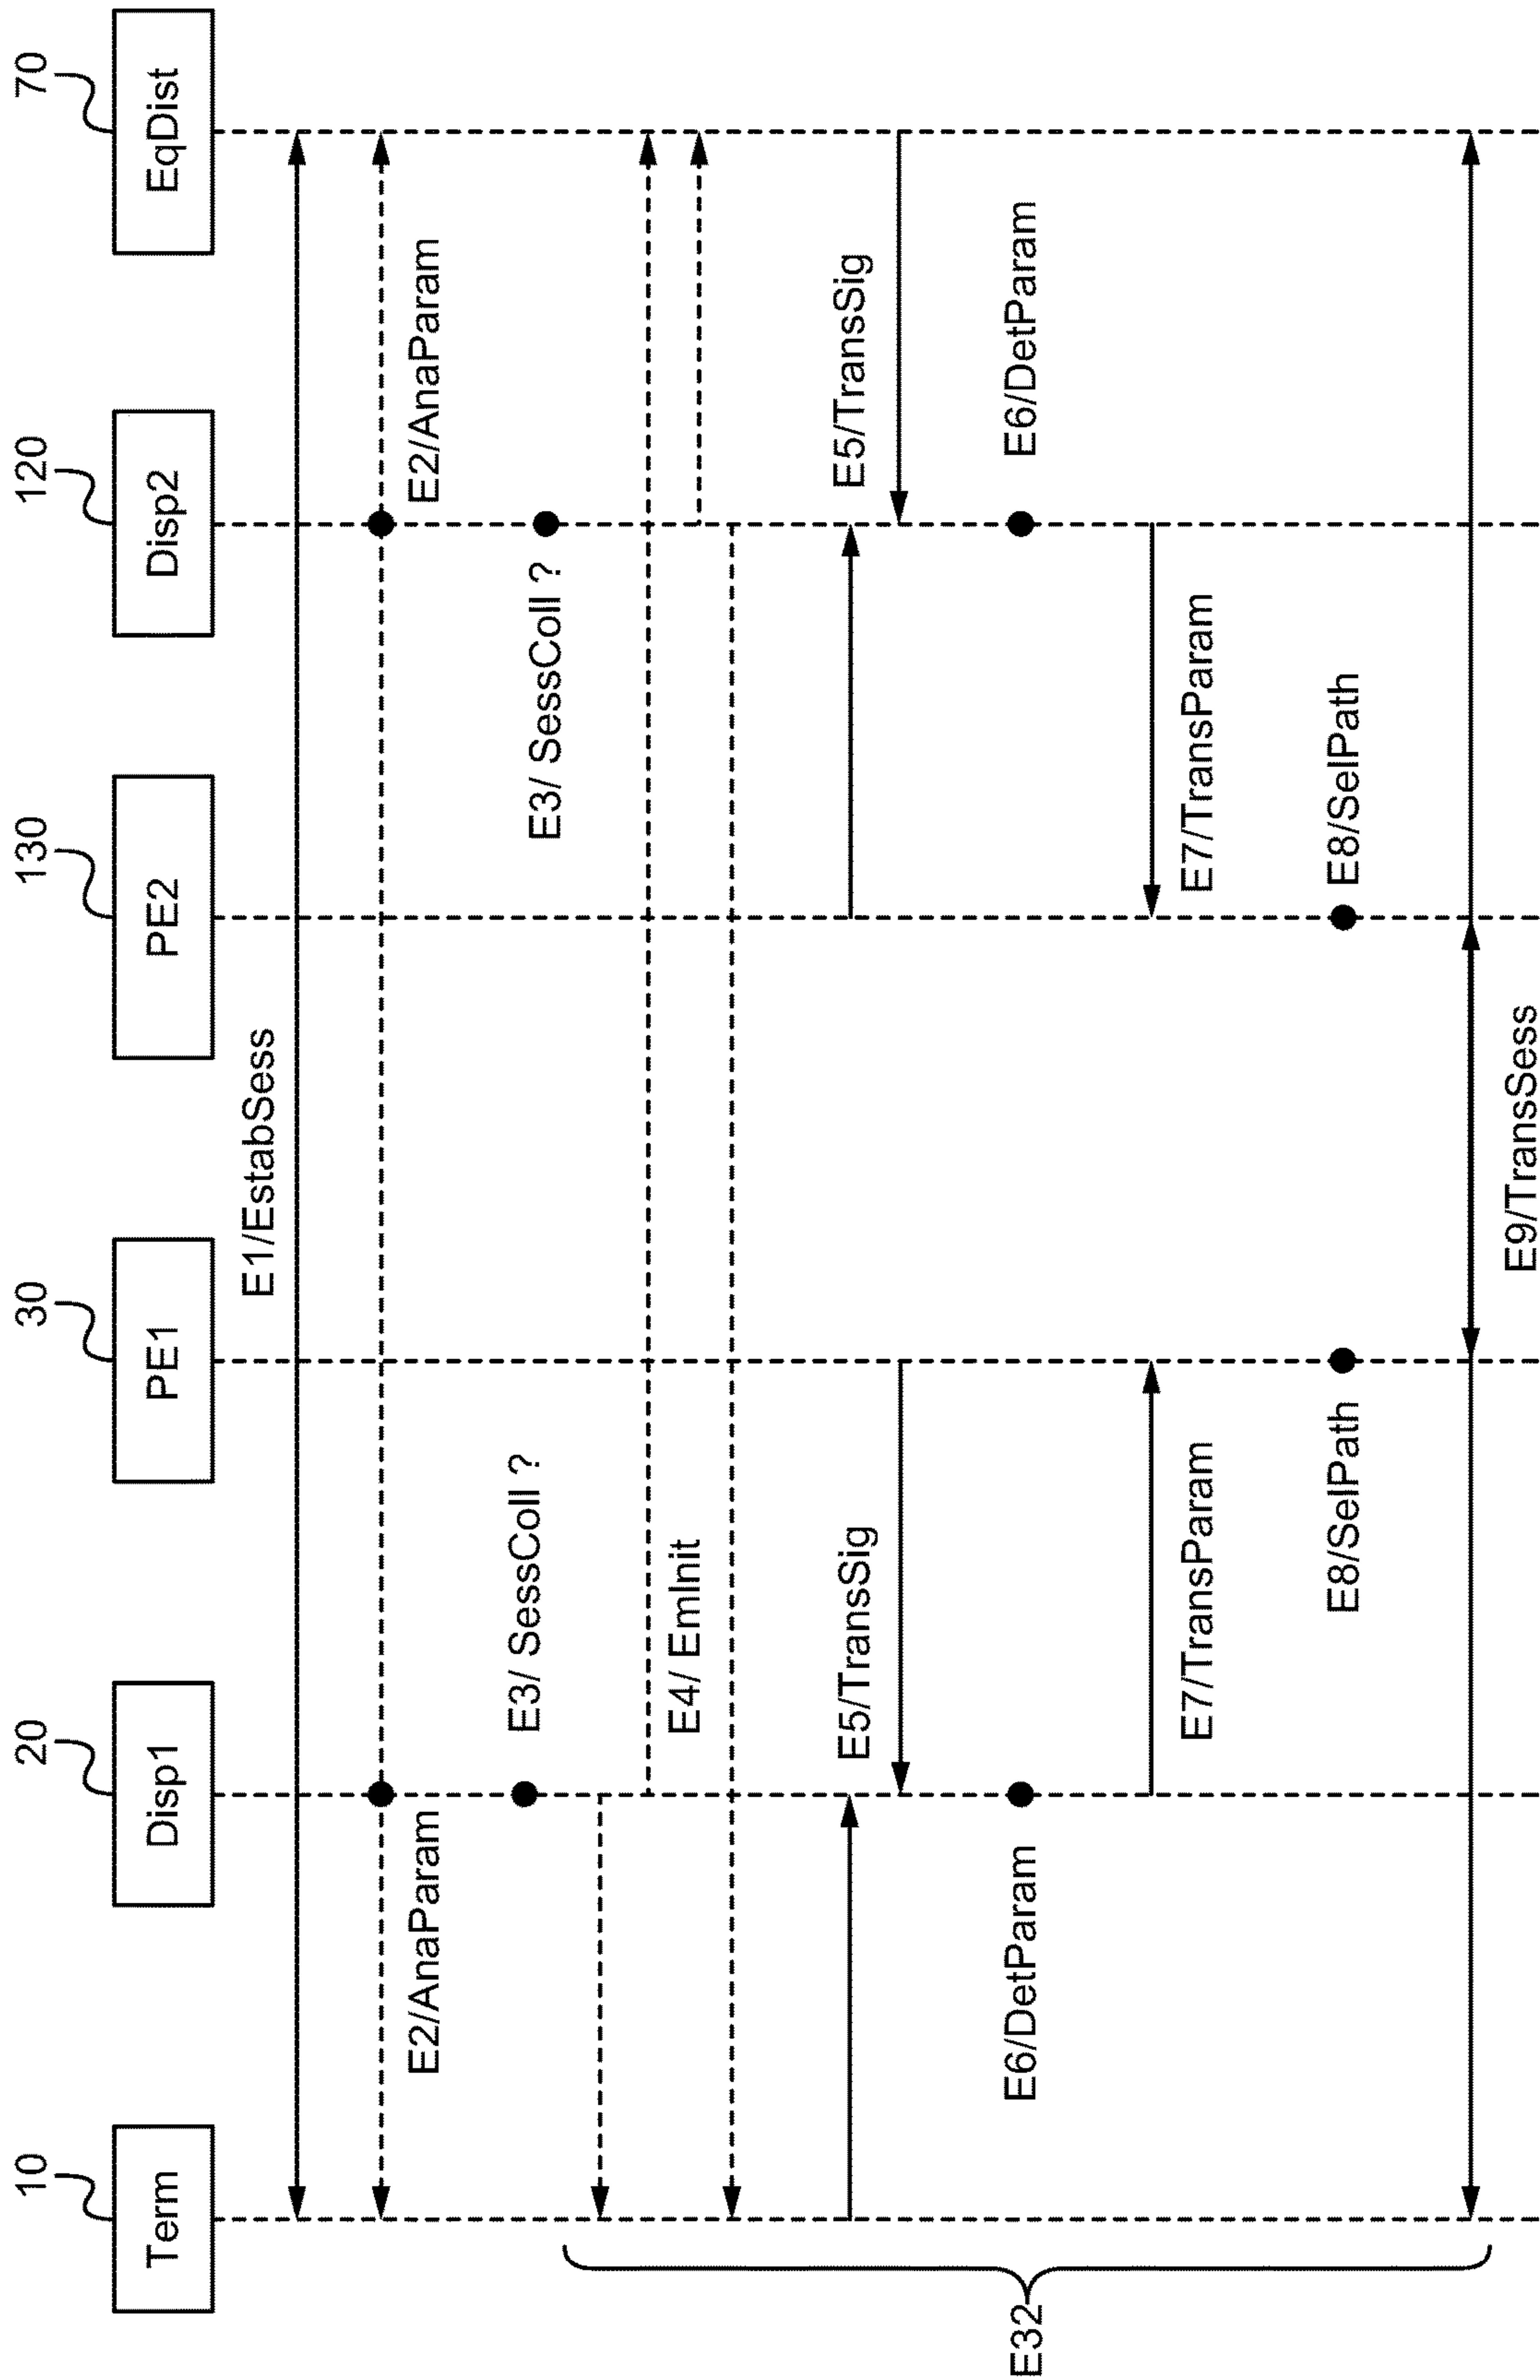 10
20
30
130
120
70
Term
Disp1
PE1
PE2
Disp2
EqDist
E1/EstabSess
E2/AnaParam
E2/AnaParam
E3/ SessColl ?
E3/ SessColl ?
E4/ EmInit
E5/TransSig
E5/TransSig
E6/DetParam
E6/DetParam
E7/TransParam
E7/TransParam
E8/SelPath
E8/SelPath
E9/TransSess
E32